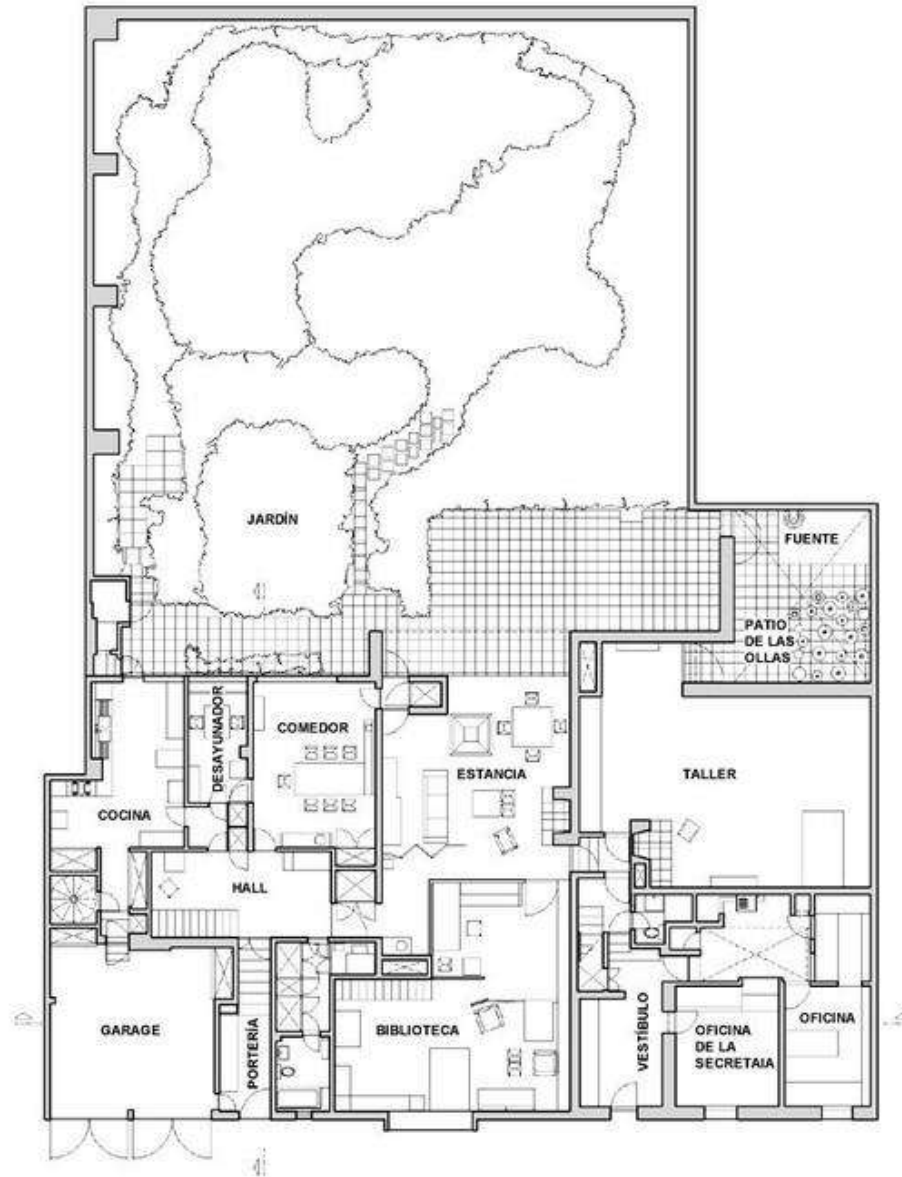 JARDÍN
FUENTE
PATIO
DE LAS
OLLAS
DESAYUNADOR
COMEDOR
ESTANCIA
TALLER
COCINA
HALL
GARAGE
PORTERÍA
BIBLIOTECA
VESTÍBULO
OFICINA
DE LA
SECRETAIA
OFICINA